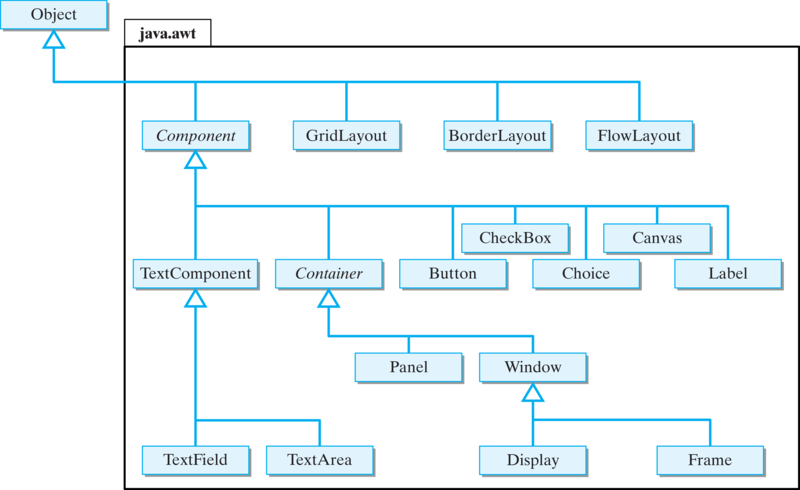 Object
java.awt
Component
GridLayout
BorderLayout
FlowLayout
CheckBox
Canvas
TextComponent
Container
Button
Choice
Label
Panel
Window
TextField
TextArea
Display
Frame